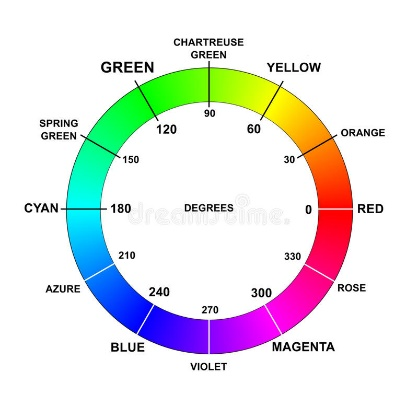 CHARTREUSE
GREEN
GREEN
YELLOW
90
120
60
SPRING
GREEN
ORANGE
150
30
CYAN
180
DEGREES
0
RED
dreamstime.
210
330
AZURE
ROSE
240
300
270
BLUE
MAGENTA
VIOLET